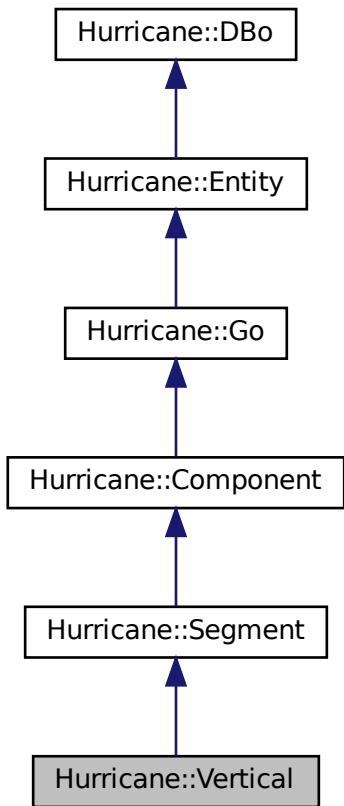 Hurricane::DBo
Hurricane::Entity
Hurricane::Go
Hurricane::Component
Hurricane::Segment
Hurricane::Vertical